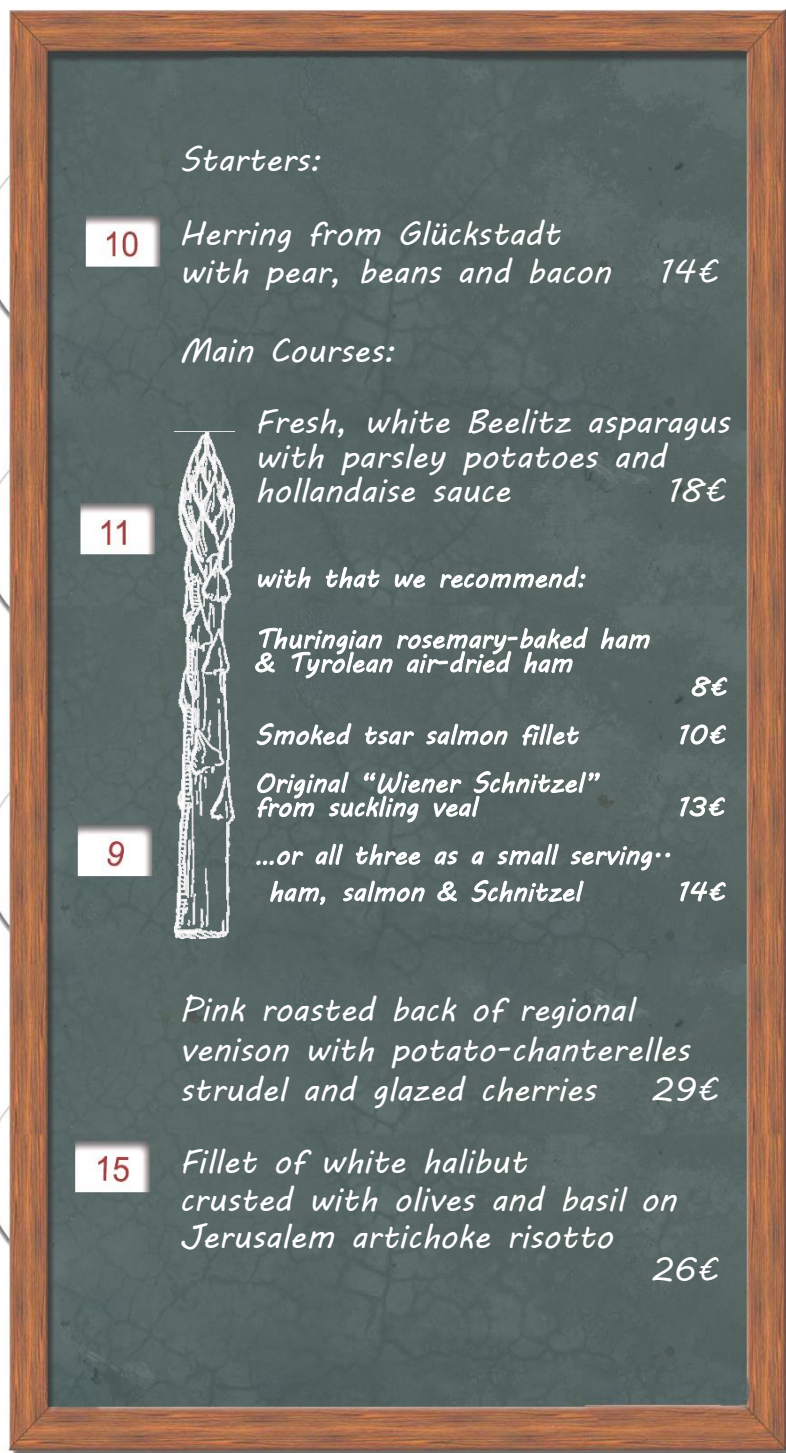 Starters:
10
Herring from Glückstadt
with pear, beans and bacon 14€
Main Courses:
Fresh, white Beelitz asparagus
with parsley potatoes and
hollandaise sauce 18€
11
with that we recommend:
Thuringian rosemary-baked ham
& Tyrolean air-dried ham
8€
Smoked tsar salmon fillet 10€
Original “Wiener Schnitzel”
from suckling veal 13€
9
...or all three as a small serving..
ham, salmon & Schnitzel 14€
Pink roasted back of regional
venison with potato-chanterelles
strudel and glazed cherries 29€
15
Fillet of white halibut
crusted with olives and basil on
Jerusalem artichoke risotto
26€